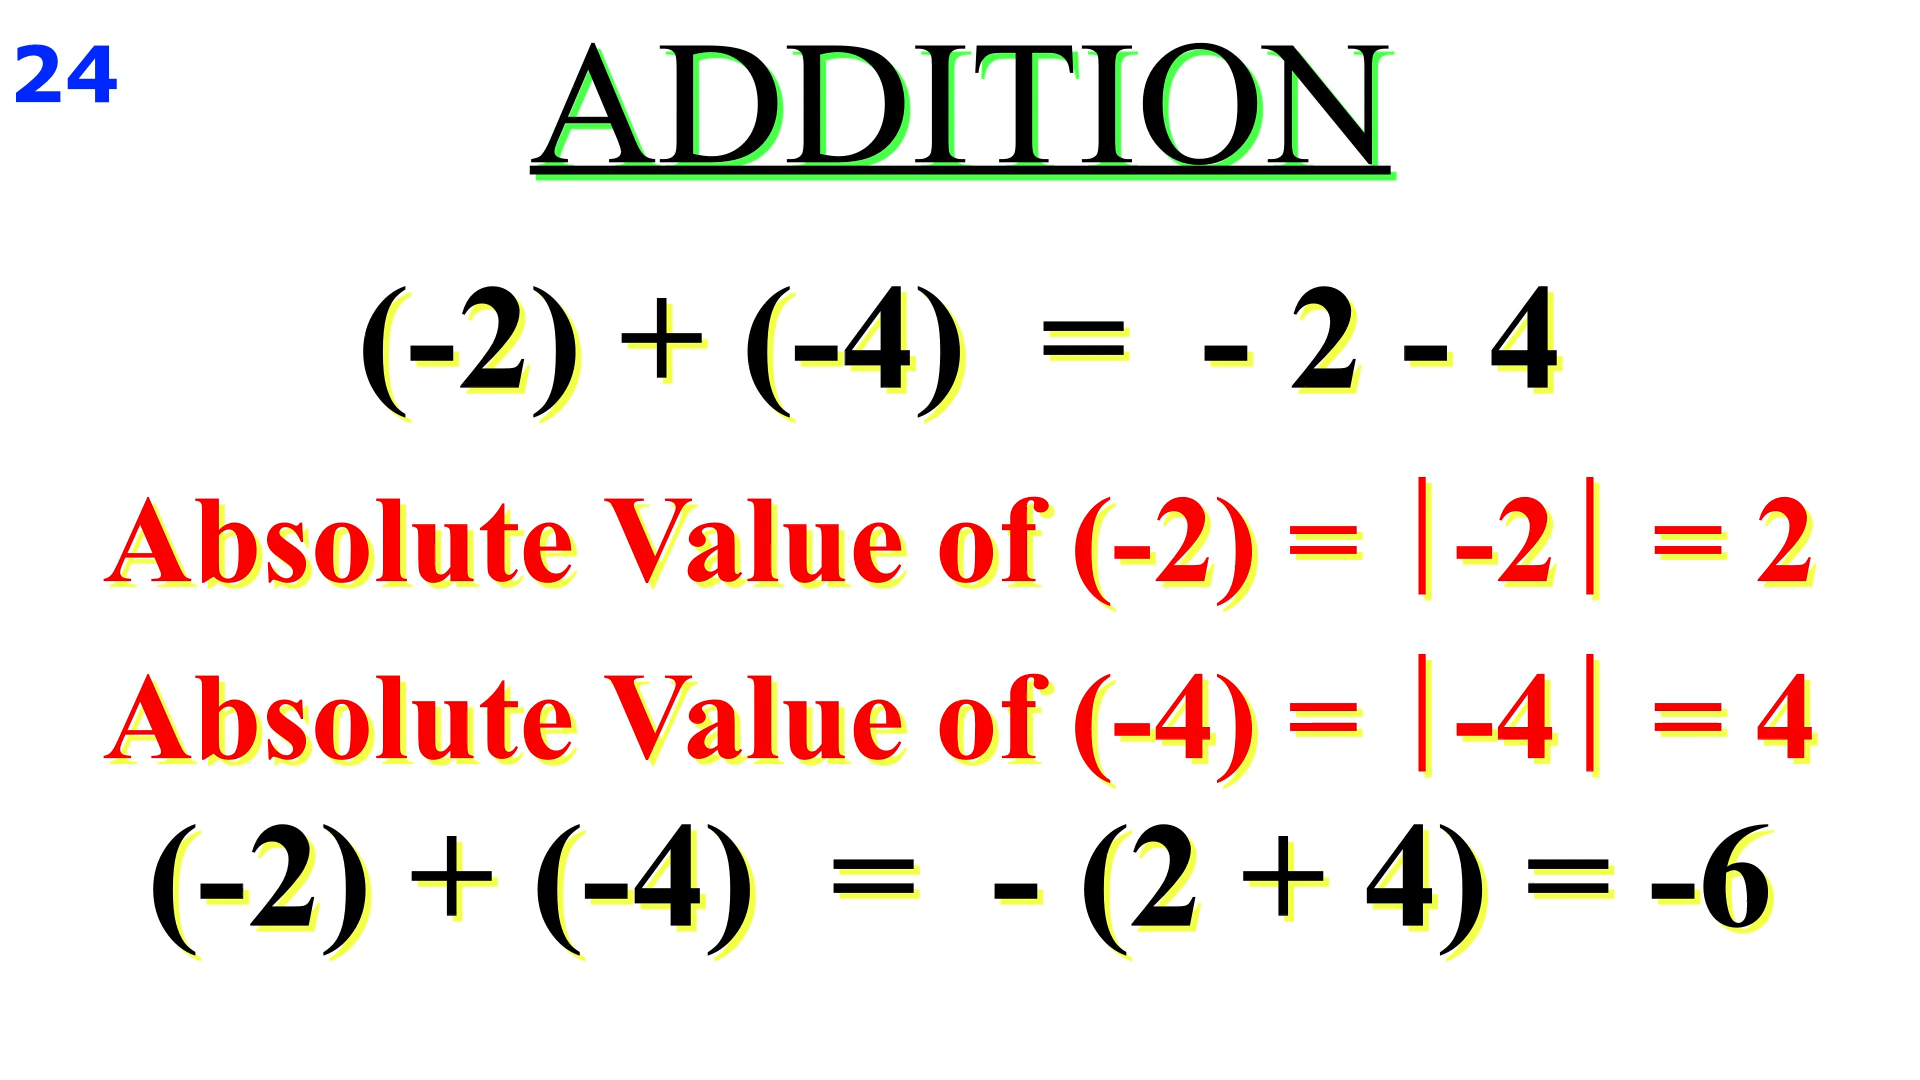 24
ADDITION
(-2) + (-4) = - 2 - 4
Absolute Value of (-2) = |-2| = 2
Absolute Value of (-4) = |-4| = 4
(-2) + (-4) = - (2 + 4) = -6